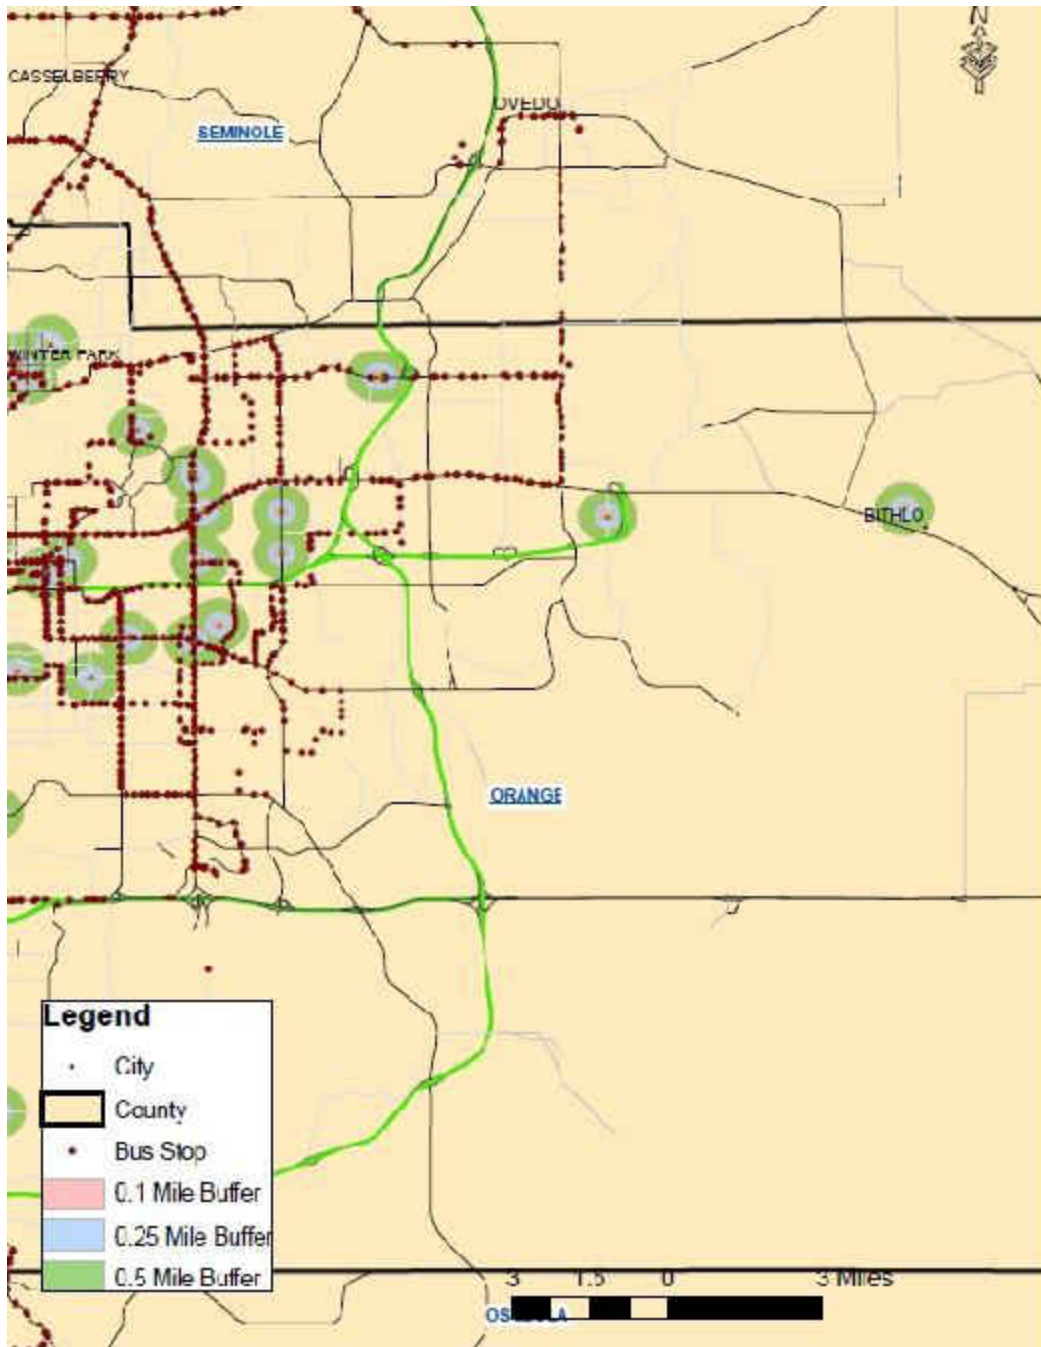 N
CASSELBERRY
OVEDO
SEMINOLE
WINTER PARK
BITHLO
ORANGE
Legend
City
County
Bus Stop
0.1 Mile Buffer
0.25 Mile Buffer
0.5 Mile Buffer
3 1.5 0 3 Miles